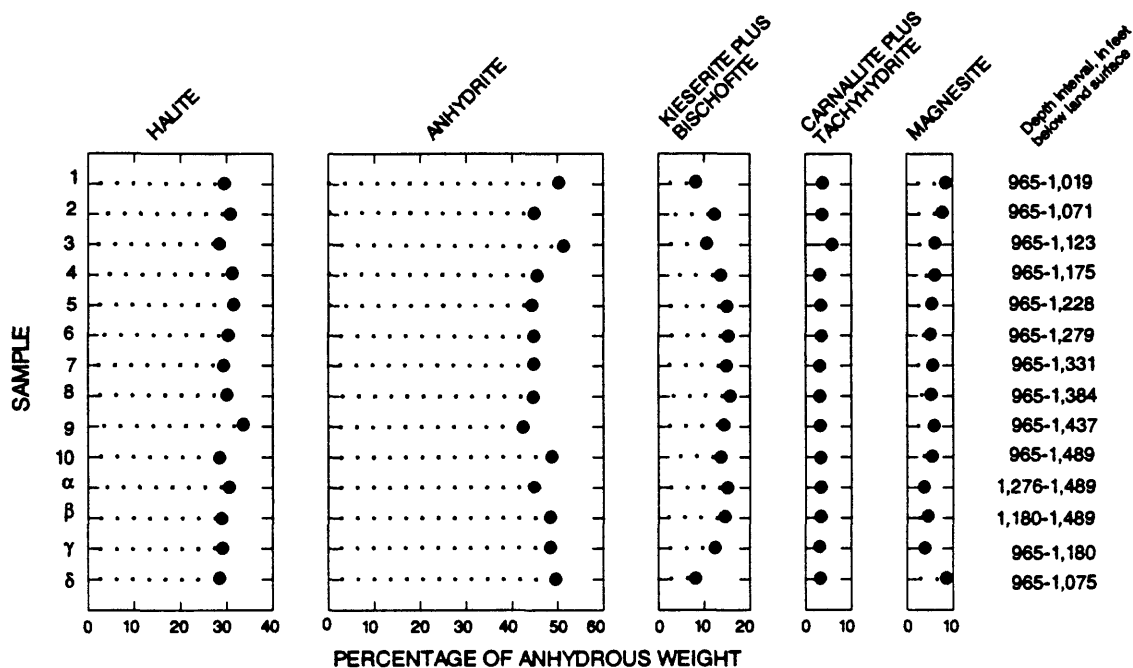 HALITE
ANHYDRITE
KIESERITE PLUS
BISCHOFITE
CARNALLITE PLUS
TACHYHYDRITE
MAGNESITE
Depth interval, in feet
below land surface
SAMPLE
1 965-1,019
2 965-1,071
3 965-1,123
4 965-1,175
5 965-1,228
6 965-1,279
7 965-1,331
8 965-1,384
9 965-1,437
10 965-1,489
α 1,276-1,489
β 1,180-1,489
γ 965-1,180
δ 965-1,075
0 10 20 30 40 0 10 20 30 40 50 60 0 10 20 0 10 0 10
PERCENTAGE OF ANHYDROUS WEIGHT